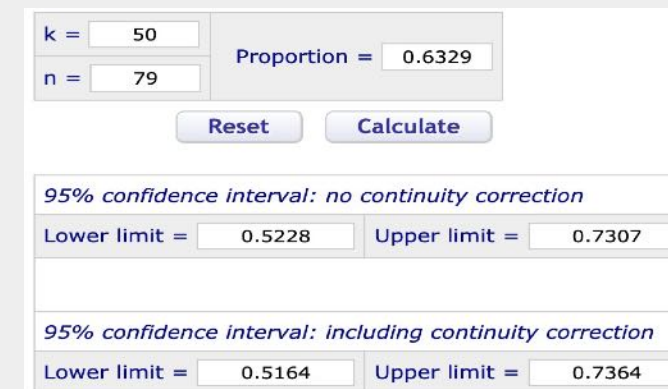 k = 50
n = 79
Proportion = 0.6329
Reset Calculate
95% confidence interval: no continuity correction
Lower limit = 0.5228 Upper limit = 0.7307
95% confidence interval: including continuity correction
Lower limit = 0.5164 Upper limit = 0.7364